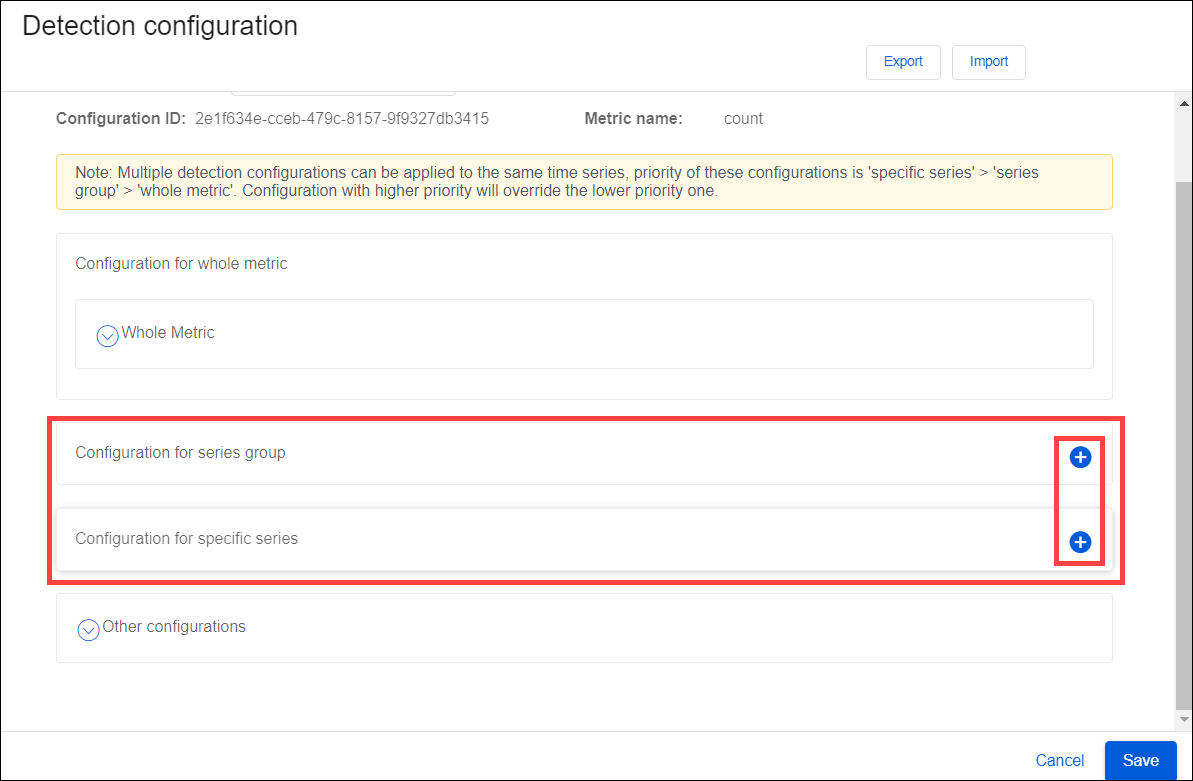 Detection configuration
Export
Import
Configuration ID: 2e1f634e-cceb-479c-8157-9f9327db3415
Metric name: count
Note: Multiple detection configurations can be applied to the same time series, priority of these configurations is 'specific series' > 'series
group' > 'whole metric'. Configuration with higher priority will override the lower priority one.
Configuration for whole metric
Whole Metric
Configuration for series group
Configuration for specific series
Other configurations
Cancel
Save